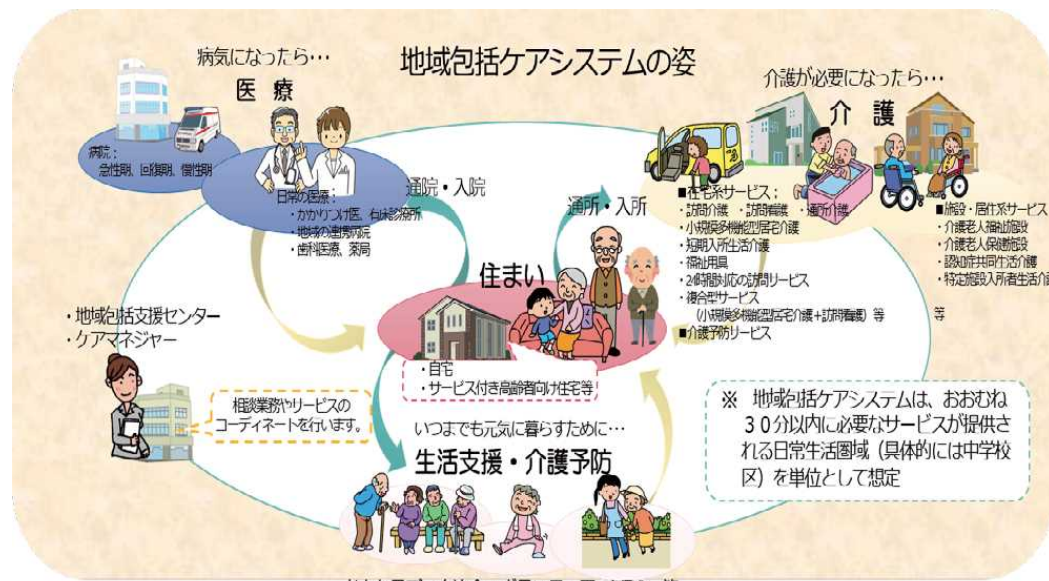 地域包括ケアシステムの姿
病気になったら…
医 療
病院：
急性期、回復期、慢性期
日常の医療：
・かかりつけ医、有床診療所
・地域の連携病院
・歯科医療、薬局
通院・入院
通所・入所
介護が必要になったら…
介 護
■在宅系サービス：
・訪問介護 ・訪問看護 ・通所介護
・小規模多機能型居宅介護
・短期入所生活介護
・福祉用具
・24時間対応の訪問サービス
・複合型サービス
（小規模多機能型居宅介護＋訪問看護）等
■介護予防サービス
■施設・居住系サービス
・介護老人福祉施設
・介護老人保健施設
・認知症共同生活介護
・特定施設入所者生活介
等
住まい
・自宅
・サービス付き高齢者向け住宅等
・地域包括支援センター
・ケアマネジャー
相談業務やサービスの
コーディネートを行います。
いつまでも元気に暮らすために…
生活支援・介護予防
※ 地域包括ケアシステムは、おおむね
３０分以内に必要なサービスが提供さ
れる日常生活圏域（具体的には中学校
区）を単位として想定